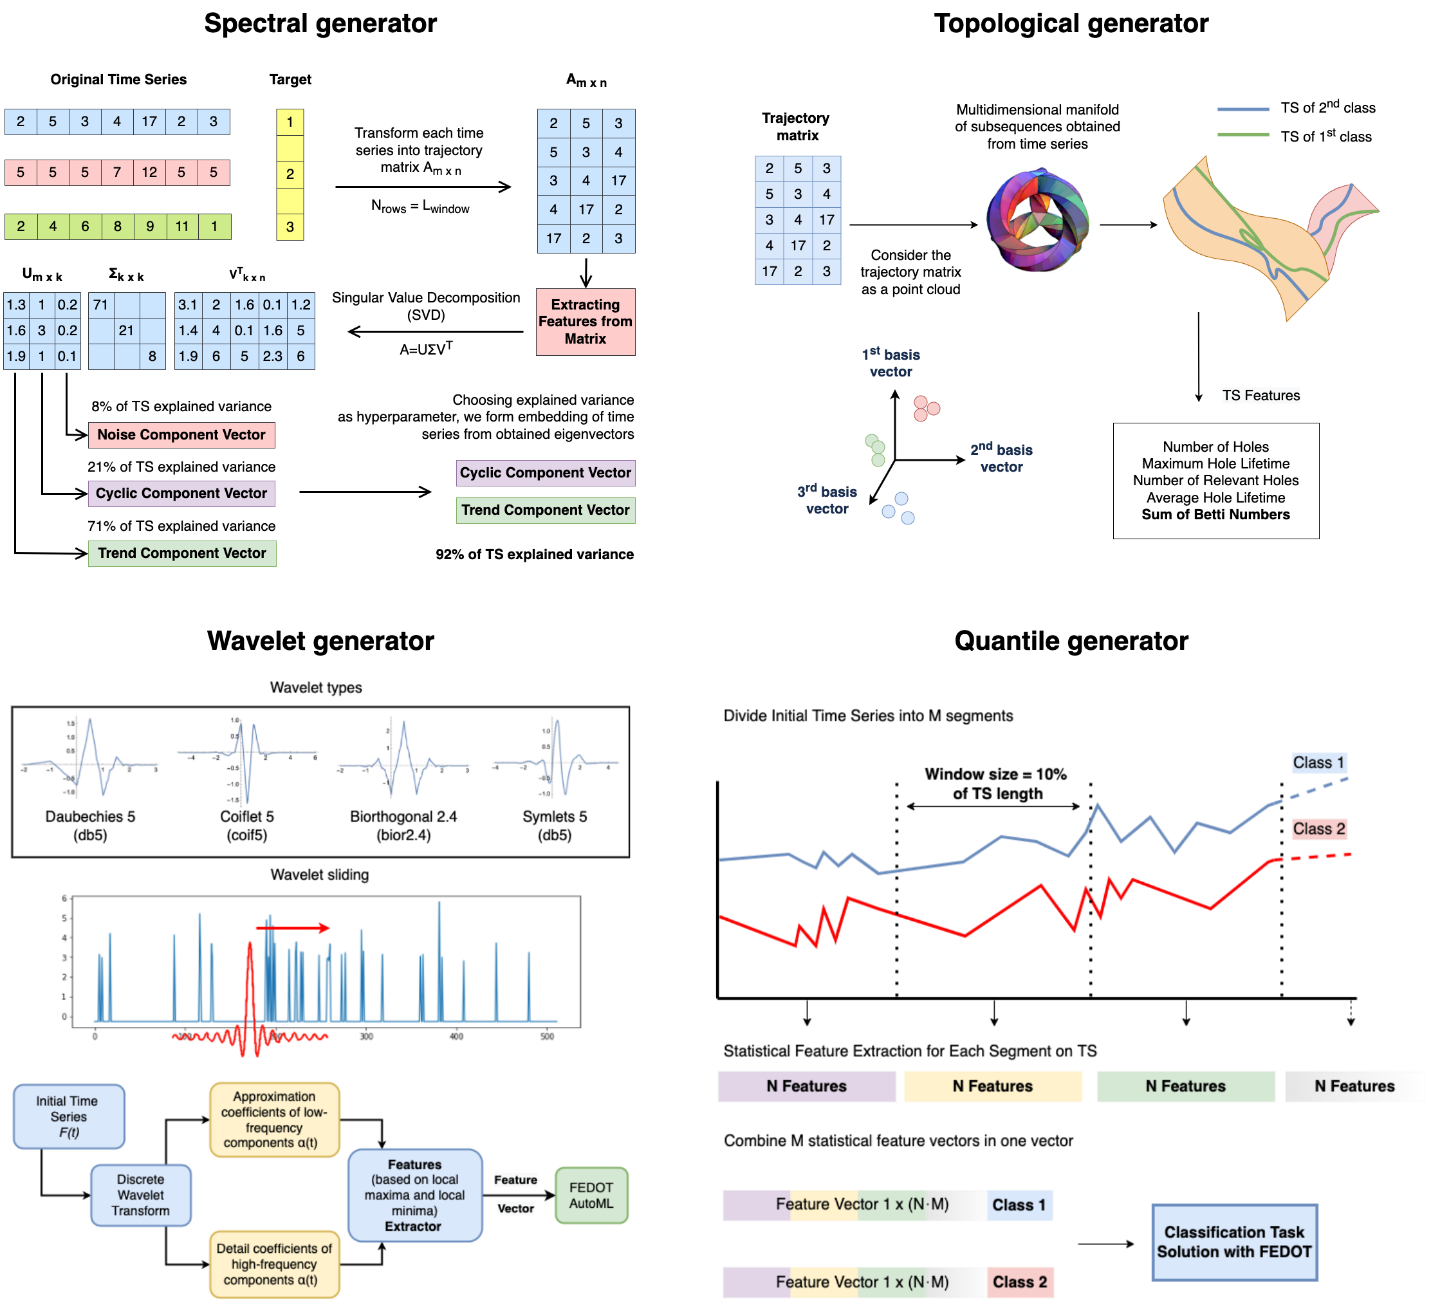 Spectral generator
Original Time Series
Target
A m x n
2 5 3 4 17 2 3
5 5 5 7 12 5 5
2 4 6 8 9 11 1
1
2
3
Transform each time
series into trajectory
matrix A m x n
N rows = L window
2 5 3
5 3 4
3 4 17
4 17 2
17 2 3
U m x k
Σ k x k
V T k x n
1.3 1 0.2
1.6 3 0.2
1.9 1 0.1
71
21
8
3.1 2 1.6 0.1 1.2
1.4 4 0.1 1.6 5
1.9 6 5 2.3 6
Singular Value Decomposition
(SVD)
A=UΣVᵀ
Extracting
Features from
Matrix
8% of TS explained variance
Noise Component Vector
21% of TS explained variance
Cyclic Component Vector
71% of TS explained variance
Trend Component Vector
Choosing explained variance
as hyperparameter, we form embedding of time
series from obtained eigenvectors
Cyclic Component Vector
Trend Component Vector
92% of TS explained variance
Topological generator
Trajectory
matrix
2 5 3
5 3 4
3 4 17
4 17 2
17 2 3
Multidimensional manifold
of subsequences obtained
from time series
Consider the
trajectory matrix
as a point cloud
TS of 2nd class
TS of 1st class
1st basis
vector
2nd basis
vector
3rd basis
vector
TS Features
Number of Holes
Maximum Hole Lifetime
Number of Relevant Holes
Average Hole Lifetime
Sum of Betti Numbers
Wavelet generator
Wavelet types
Daubechies 5
(db5)
Coiflet 5
(coif5)
Biorthogonal 2.4
(bior2.4)
Symlets 5
(db5)
Wavelet sliding
6
5
4
3
2
1
0
0 300 400 500
Initial Time
Series
F(t)
Discrete
Wavelet
Transform
Approximation
coefficients of low-
frequency
components α(t)
Detail coefficients of
high-frequency
components α(t)
Features
(based on local
maxima and local
minima)
Extractor
Feature
Vector
FEDOT
AutoML
Quantile generator
Divide Initial Time Series into M segments
Window size = 10%
of TS length
Class 1
Class 2
Statistical Feature Extraction for Each Segment on TS
N Features N Features N Features N Features
Combine M statistical feature vectors in one vector
Feature Vector 1 x (N·M) Class 1
Feature Vector 1 x (N·M) Class 2
Classification Task
Solution with FEDOT